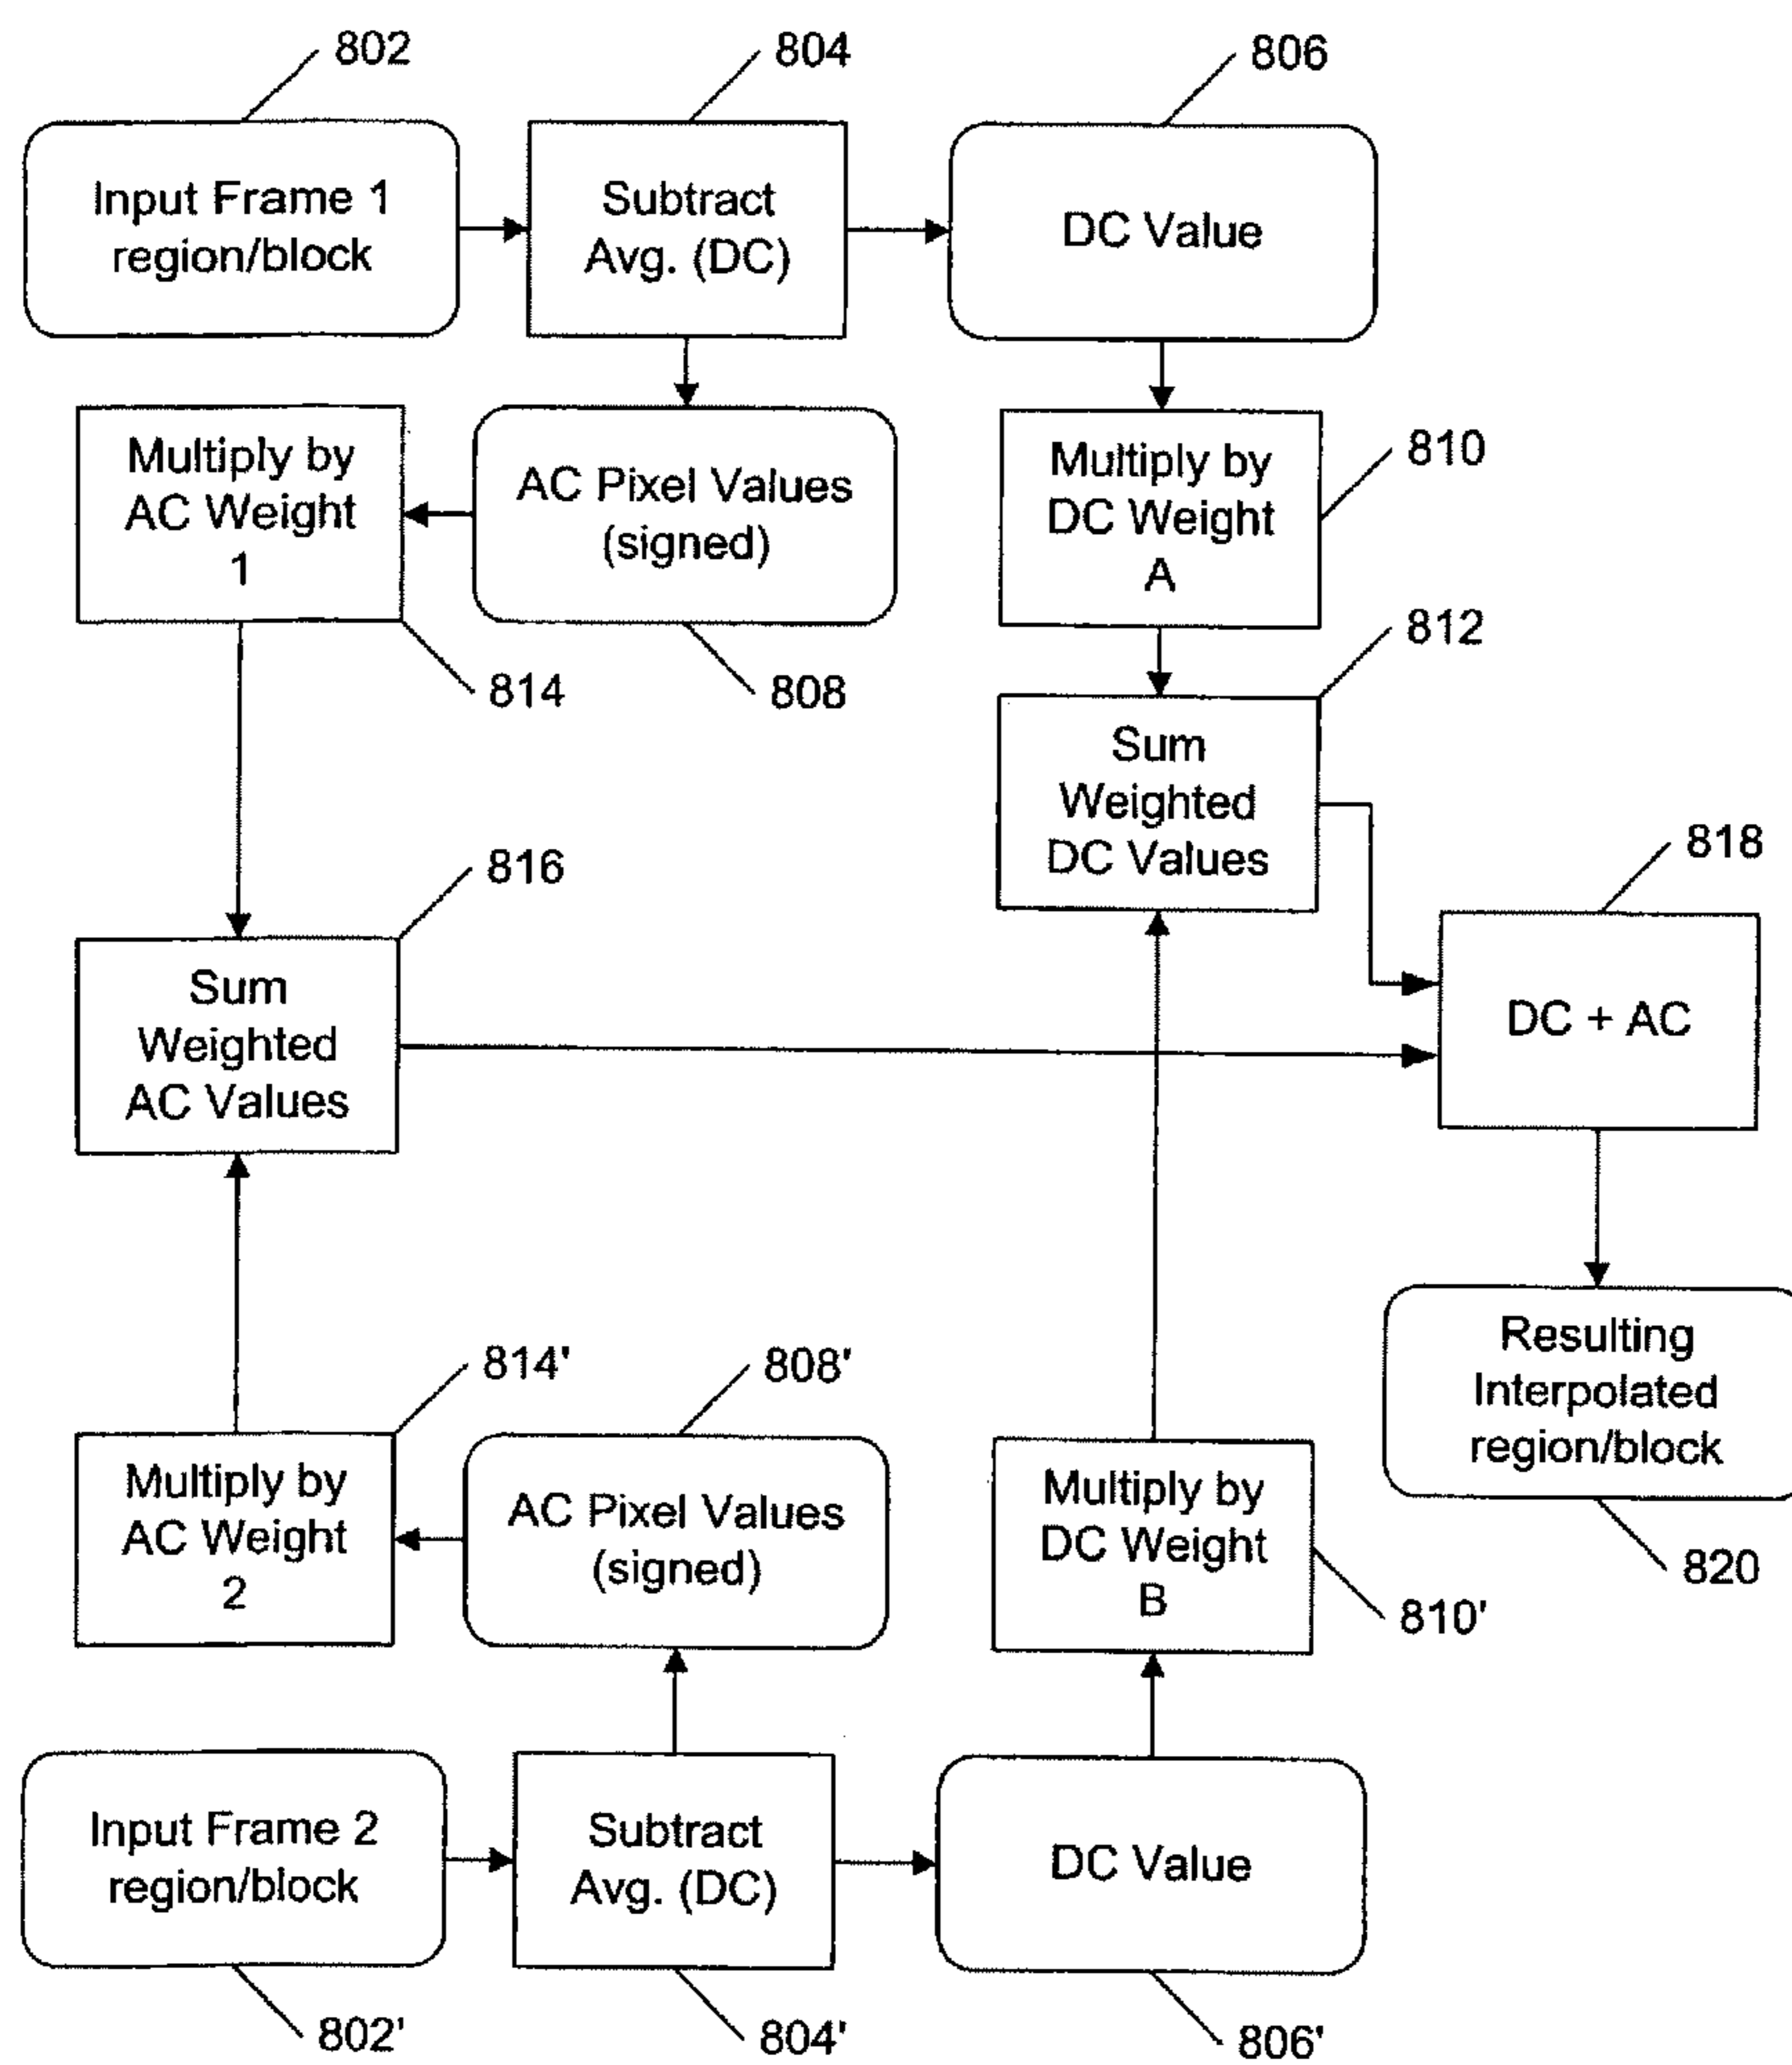 802
804
806
Input Frame 1
region/block
Subtract
Avg. (DC)
DC Value
Multiply by
AC Weight
1
AC Pixel Values
(signed)
Multiply by
DC Weight
A
810
814
808
812
Sum
Weighted
DC Values
816
818
Sum
Weighted
AC Values
DC + AC
814'
808'
Resulting
Interpolated
region/block
Multiply by
AC Weight
2
AC Pixel Values
(signed)
Multiply by
DC Weight
B
820
810'
Input Frame 2
region/block
Subtract
Avg. (DC)
DC Value
802'
804'
806'